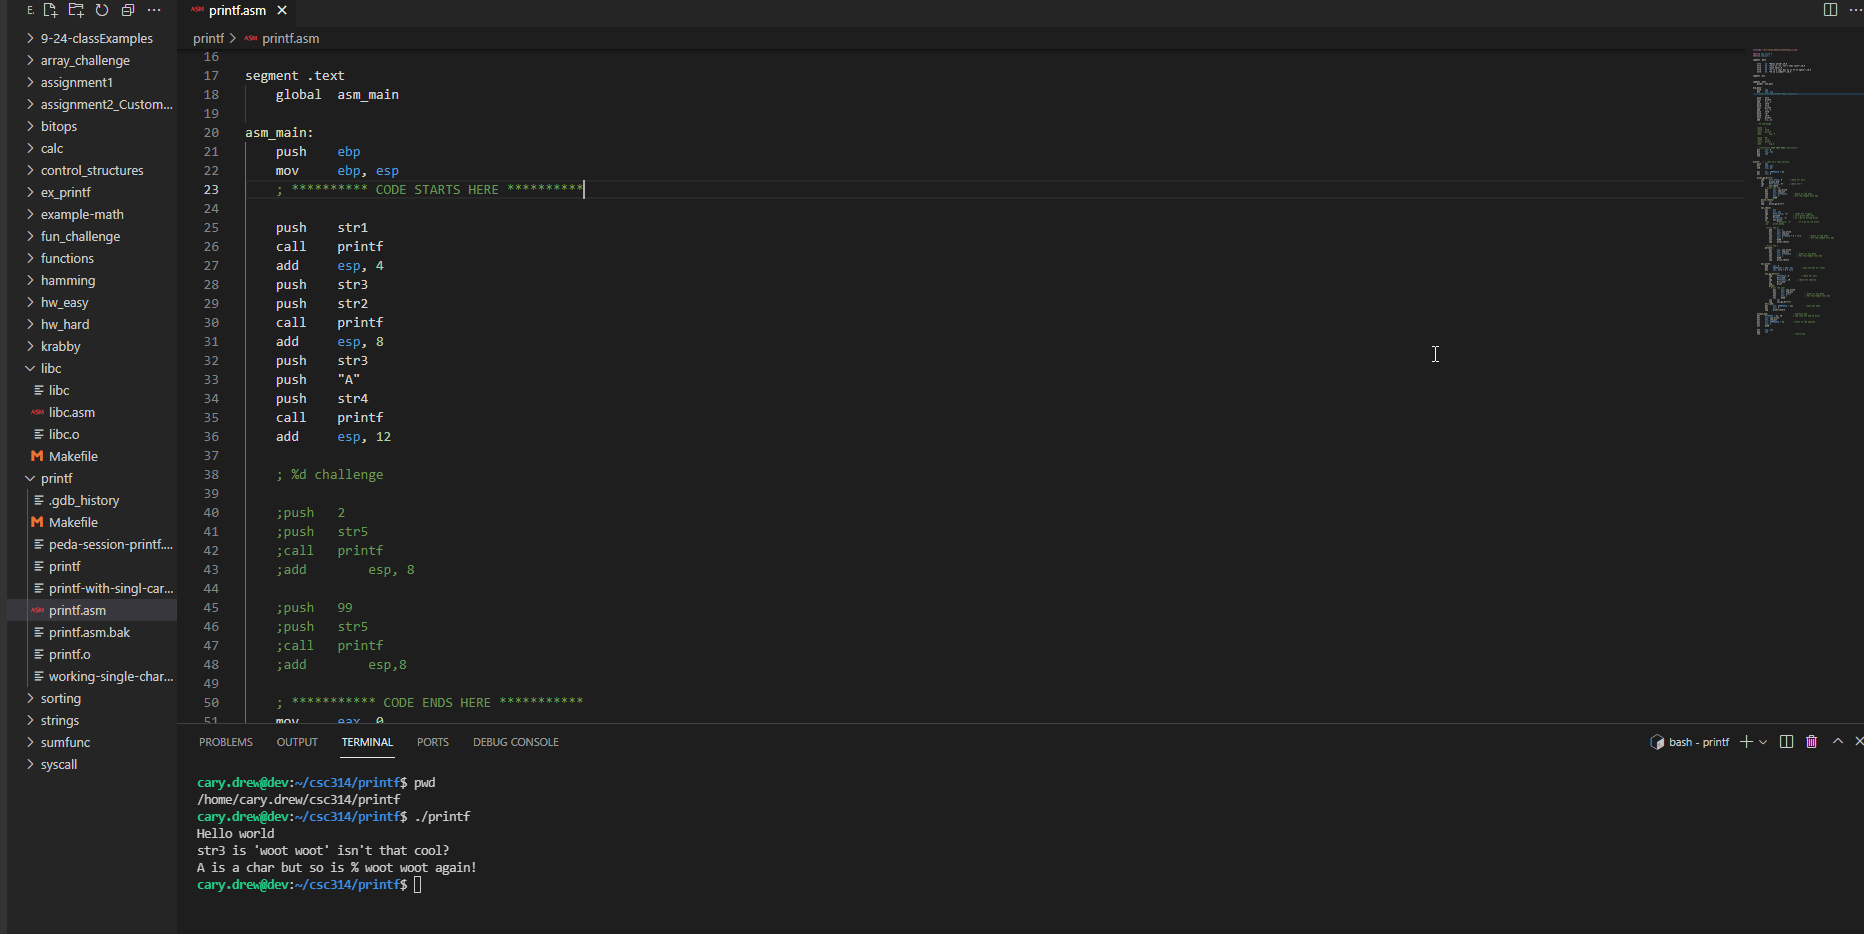 E.
ASM printf.asm
9-24-classExamples
array_challenge
assignment1
assignment2_Custom...
bitops
calc
control_structures
ex_printf
example-math
fun_challenge
functions
hamming
hw_easy
hw_hard
krabby
libc
libc
ASM libc.asm
libc.o
M Makefile
printf
.gdb_history
M Makefile
peda-session-printf....
printf
printf-with-singl-car...
ASM printf.asm
printf.asm.bak
printf.o
working-single-char...
sorting
strings
sumfunc
syscall
printf > ASM printf.asm
16
17 segment .text
18 global asm_main
19
20 asm_main:
21 push ebp
22 mov ebp, esp
23 ; ********** CODE STARTS HERE **********
24
25 push str1
26 call printf
27 add esp, 4
28 push str3
29 push str2
30 call printf
31 add esp, 8
32 push str3
33 push "A"
34 push str4
35 call printf
36 add esp, 12
37
38 ; %d challenge
39
40 ;push 2
41 ;push str5
42 ;call printf
43 ;add esp, 8
44
45 ;push 99
46 ;push str5
47 ;call printf
48 ;add esp,8
49
50 ; *********** CODE ENDS HERE ***********
51 mov eax, 0
PROBLEMS OUTPUT TERMINAL PORTS DEBUG CONSOLE
bash - printf
cary.drew@dev:~/csc314/printf$ pwd
/home/cary.drew/csc314/printf
cary.drew@dev:~/csc314/printf$ ./printf
Hello world
str3 is 'woot woot' isn't that cool?
A is a char but so is % woot woot again!
cary.drew@dev:~/csc314/printf$